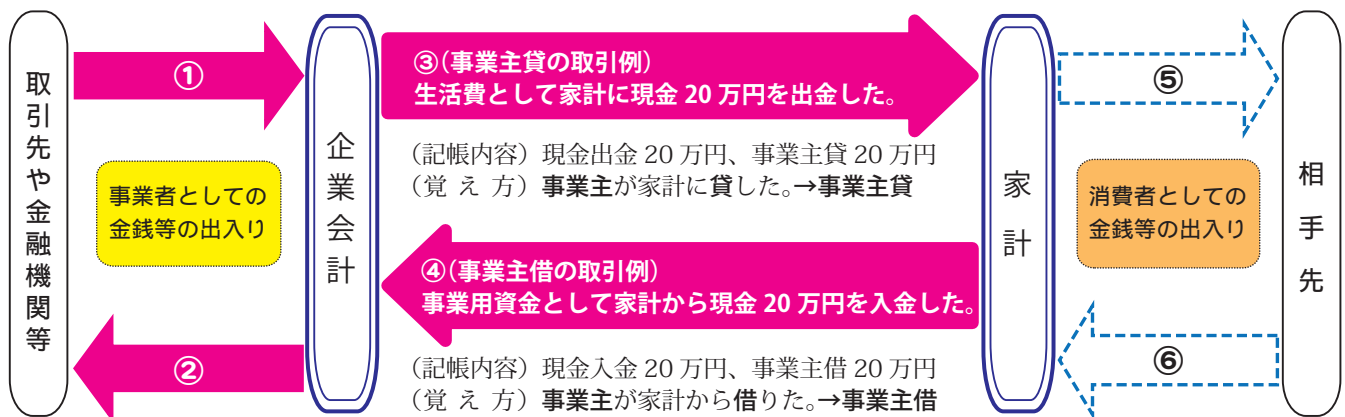 取引先や金融機関等
①
事業者としての
金銭等の出入り
②
企業会計
③(事業主貸の取引例)
生活費として家計に現金 20 万円を出金した。
(記帳内容)現金出金 20 万円、事業主貸 20 万円
(覚 え 方)事業主が家計に貸した。→事業主貸
④(事業主借の取引例)
事業用資金として家計から現金 20 万円を入金した。
(記帳内容)現金入金 20 万円、事業主借 20 万円
(覚 え 方)事業主が家計から借りた。→事業主借
家計
⑤
消費者としての
金銭等の出入り
⑥
相手先